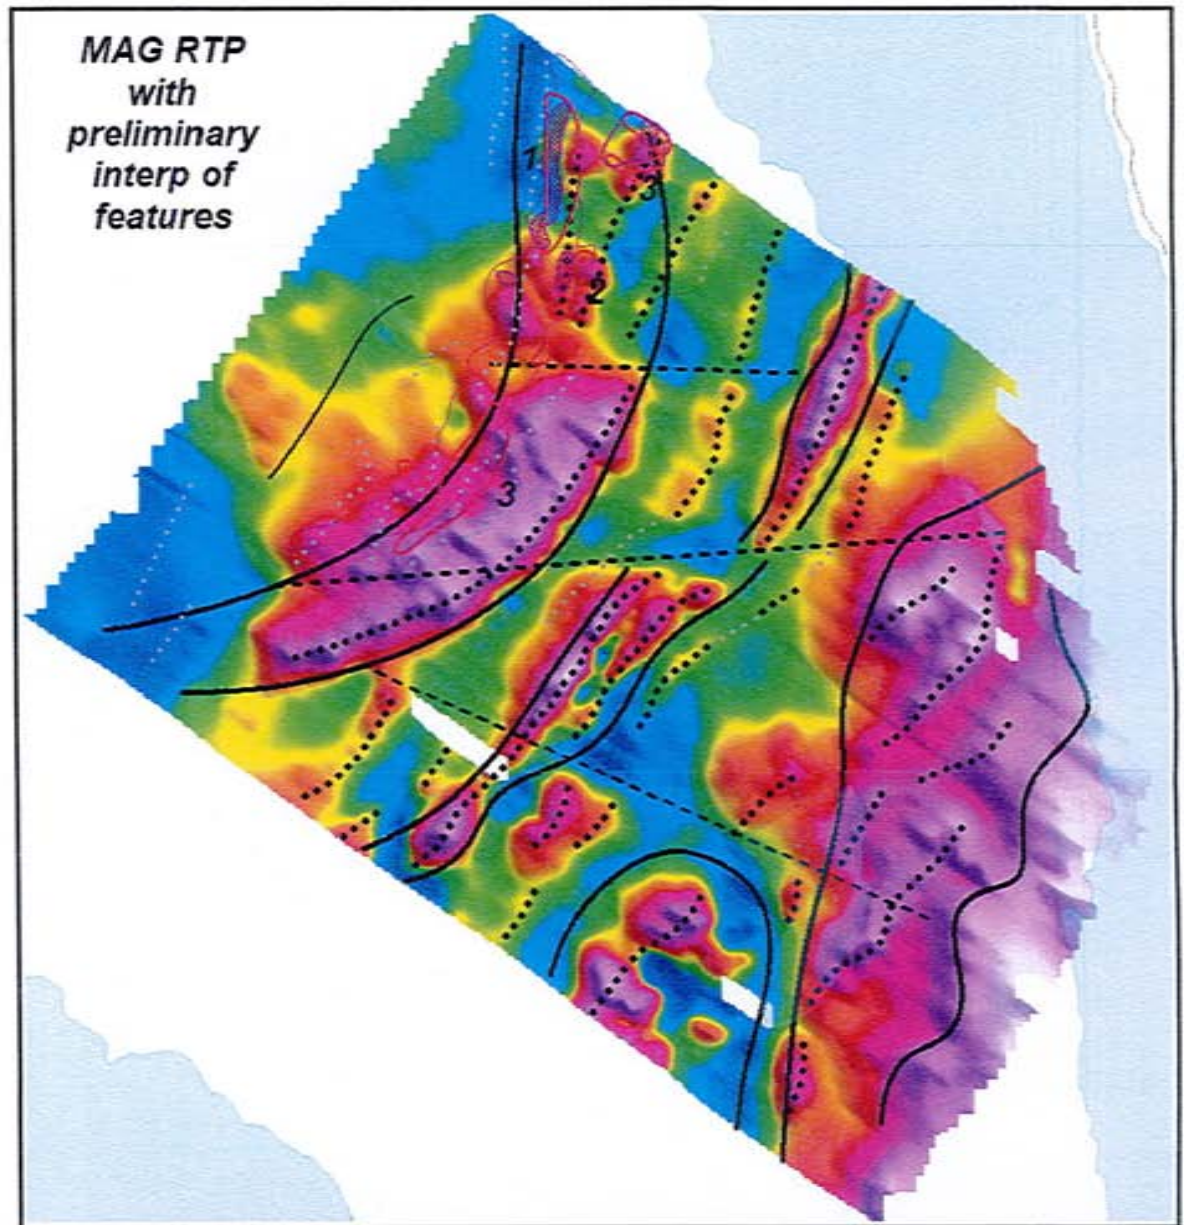 MAG RTP
with
preliminary
interp of
features
1
3
2
3